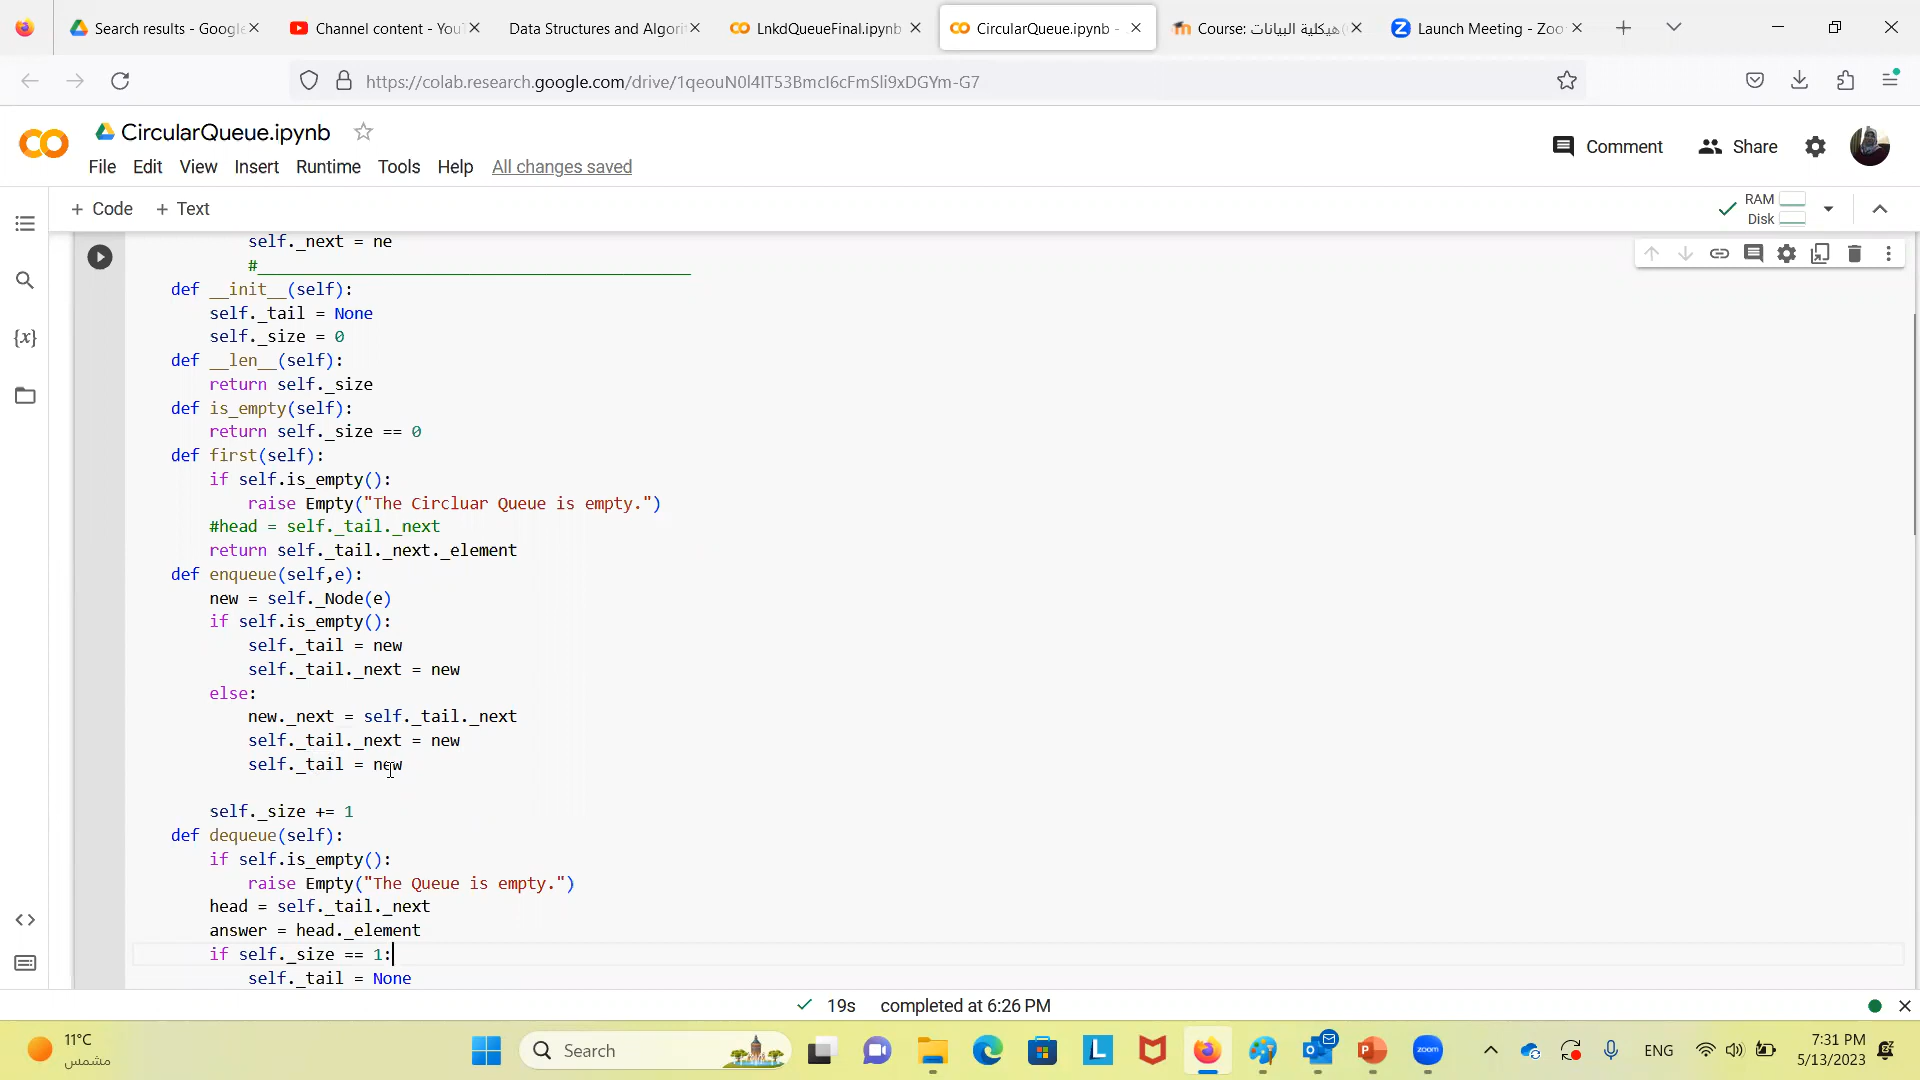 Search results - Google
Channel content - YouT
Data Structures and Algorit
LnkdQueueFinal.ipynb
CircularQueue.ipynb -
Course: هيكلية البيانات
Launch Meeting - Zoo
https://colab.research.google.com/drive/1qeouN0l4IT53BmcI6cFmSli9xDGYm-G7
CircularQueue.ipynb
Comment
Share
File Edit View Insert Runtime Tools Help All changes saved
+ Code + Text
RAM
Disk
{x}
self._next = ne
#_____________________________________________
def __init__(self):
self._tail = None
self._size = 0
def __len__(self):
return self._size
def is_empty(self):
return self._size == 0
def first(self):
if self.is_empty():
raise Empty("The Circluar Queue is empty.")
#head = self._tail._next
return self._tail._next._element
def enqueue(self,e):
new = self._Node(e)
if self.is_empty():
self._tail = new
self._tail._next = new
else:
new._next = self._tail._next
self._tail._next = new
self._tail = new
self._size += 1
def dequeue(self):
if self.is_empty():
raise Empty("The Queue is empty.")
head = self._tail._next
answer = head._element
if self._size == 1:
self._tail = None
19s completed at 6:26 PM
11°C
مشمس
Search
zoom
ENG
7:31 PM
5/13/2023